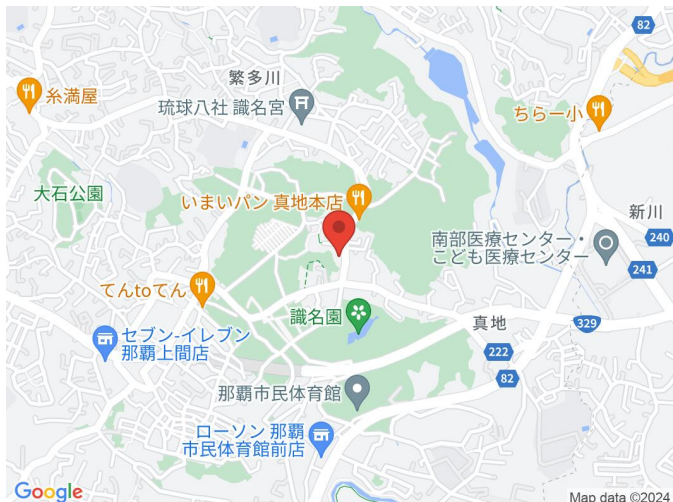 82
繁多川
糸満屋
琉球八社 識名宮
ちらー小
大石公園
いまいパン 真地本店
新川
南部医療センター・
こども医療センター
240
241
てんtoてん
識名園
真地
329
セブン-イレブン
那覇上間店
222
那覇市民体育館
82
ローソン 那覇
市民体育館前店
Google
Map data ©2024